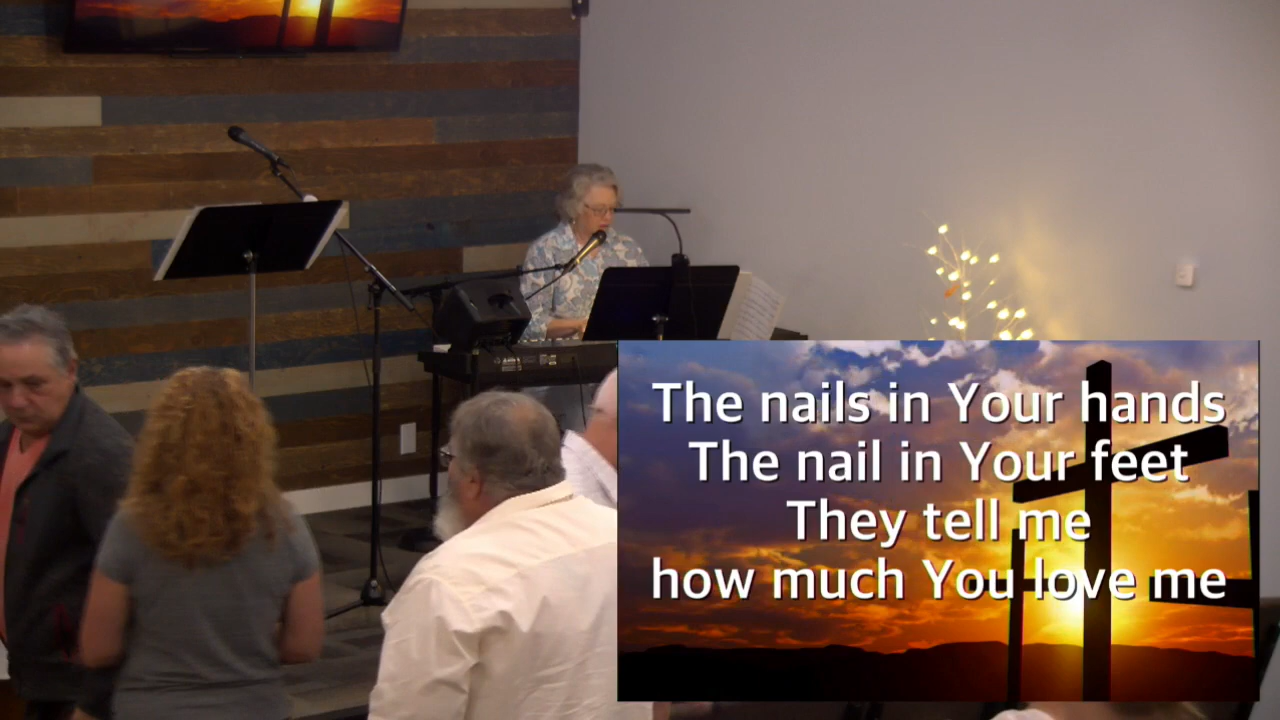 The nails in Your hands
The nail in Your feet
They tell me
how much You love me